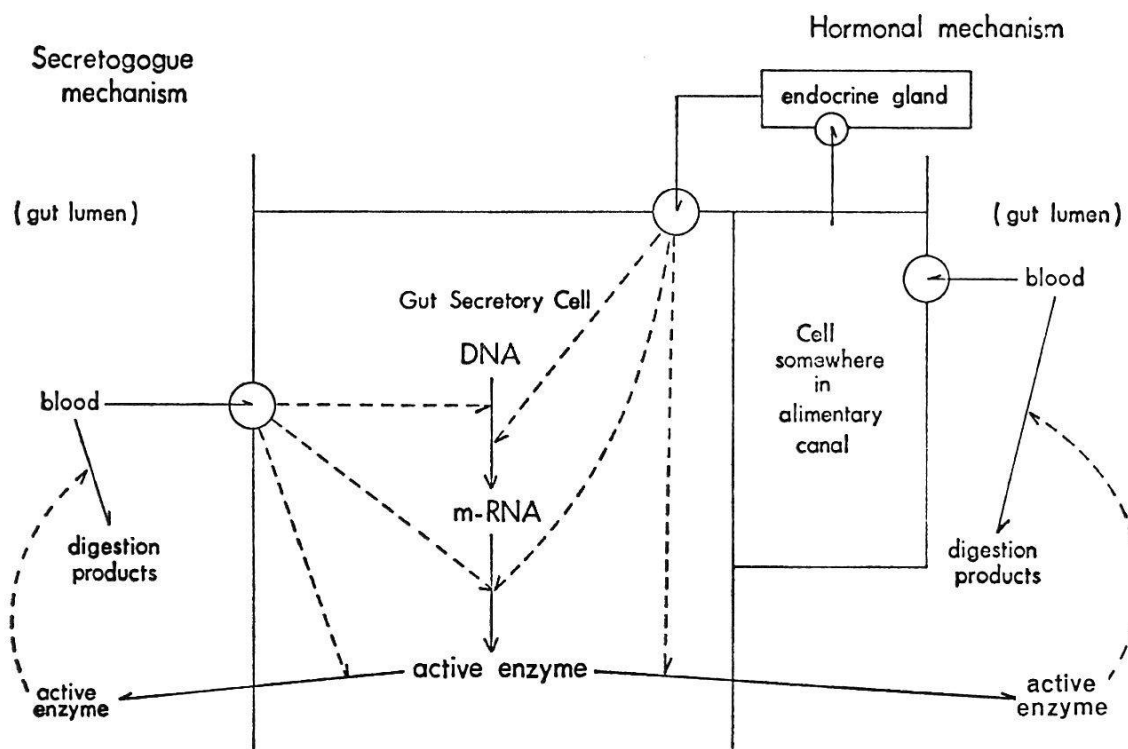 Hormonal mechanism
Secretogogue
mechanism
endocrine gland
(gut lumen)
(gut lumen)
blood
Gut Secretory Cell
DNA
Cell
somewhere
in
alimentary
canal
blood
m-RNA
digestion
products
digestion
products
active enzyme
active
enzyme
active
enzyme